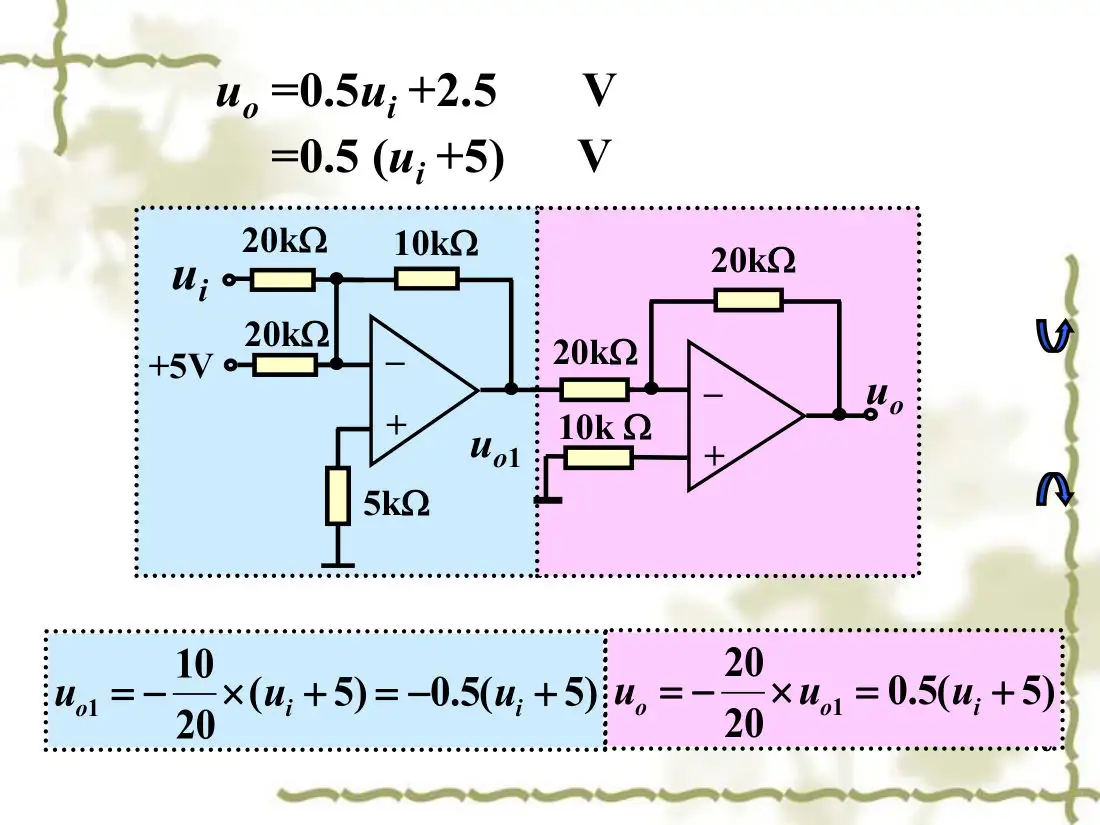 uo =0.5ui +2.5 V
=0.5 (ui +5) V
20kΩ 10kΩ
ui
20kΩ
+5V
−
+
uo1
5kΩ
20kΩ
20kΩ
10k Ω
−
+
uo
uo1 = −10/20 ×(ui + 5) = −0.5(ui + 5)
uo = −20/20 × uo1 = 0.5(ui + 5)